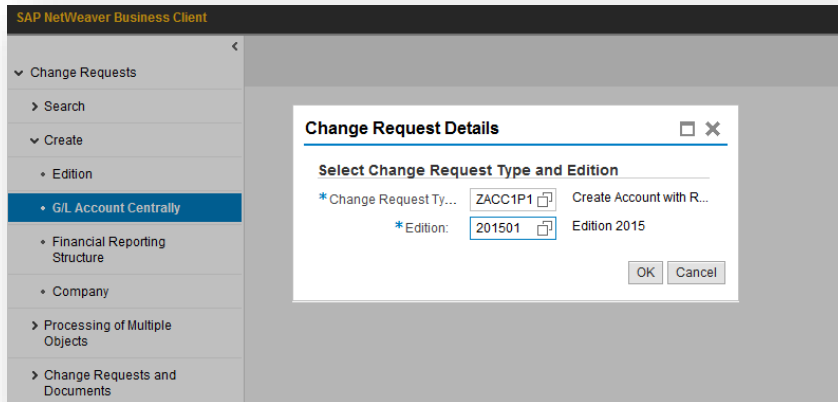 SAP NetWeaver Business Client
Change Requests
Search
Create
Edition
G/L Account Centrally
Financial Reporting
Structure
Company
Processing of Multiple
Objects
Change Requests and
Documents
Change Request Details
Select Change Request Type and Edition
*Change Request Ty... ZACC1P1 Create Account with R...
*Edition: 201501 Edition 2015
OK Cancel